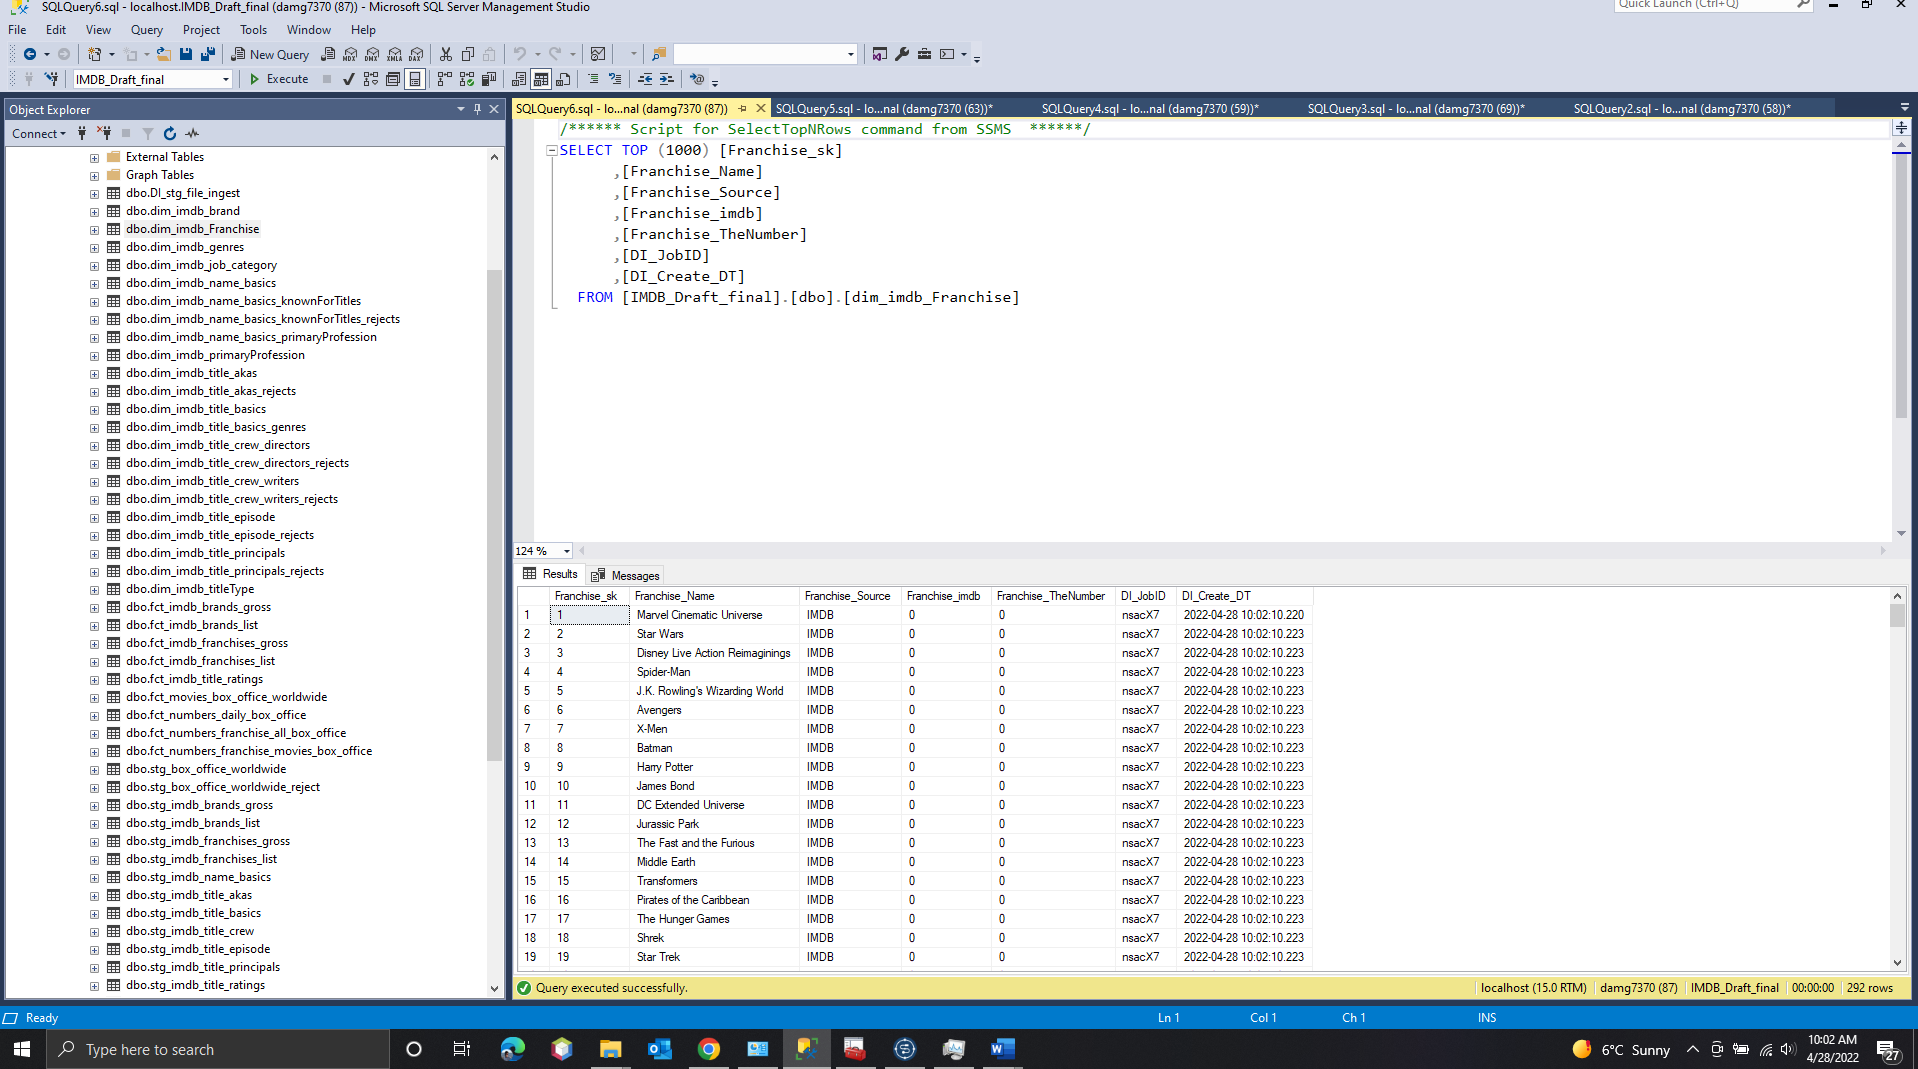 SQLQuery6.sql - localhost.IMDB_Draft_final (damg7370 (87)) - Microsoft SQL Server Management Studio
Quick Launch (Ctrl+Q)
File Edit View Query Project Tools Window Help
New Query MDX DMX XMLA DAX
IMDB_Draft_final Execute
Object Explorer
Connect
External Tables
Graph Tables
dbo.DI_stg_file_ingest
dbo.dim_imdb_brand
dbo.dim_imdb_Franchise
dbo.dim_imdb_genres
dbo.dim_imdb_job_category
dbo.dim_imdb_name_basics
dbo.dim_imdb_name_basics_knownForTitles
dbo.dim_imdb_name_basics_knownForTitles_rejects
dbo.dim_imdb_name_basics_primaryProfession
dbo.dim_imdb_primaryProfession
dbo.dim_imdb_title_akas
dbo.dim_imdb_title_akas_rejects
dbo.dim_imdb_title_basics
dbo.dim_imdb_title_basics_genres
dbo.dim_imdb_title_crew_directors
dbo.dim_imdb_title_crew_directors_rejects
dbo.dim_imdb_title_crew_writers
dbo.dim_imdb_title_crew_writers_rejects
dbo.dim_imdb_title_episode
dbo.dim_imdb_title_episode_rejects
dbo.dim_imdb_title_principals
dbo.dim_imdb_title_principals_rejects
dbo.dim_imdb_titleType
dbo.fct_imdb_brands_gross
dbo.fct_imdb_brands_list
dbo.fct_imdb_franchises_gross
dbo.fct_imdb_franchises_list
dbo.fct_imdb_title_ratings
dbo.fct_movies_box_office_worldwide
dbo.fct_numbers_daily_box_office
dbo.fct_numbers_franchise_all_box_office
dbo.fct_numbers_franchise_movies_box_office
dbo.stg_box_office_worldwide
dbo.stg_box_office_worldwide_reject
dbo.stg_imdb_brands_gross
dbo.stg_imdb_brands_list
dbo.stg_imdb_franchises_gross
dbo.stg_imdb_franchises_list
dbo.stg_imdb_name_basics
dbo.stg_imdb_title_akas
dbo.stg_imdb_title_basics
dbo.stg_imdb_title_crew
dbo.stg_imdb_title_episode
dbo.stg_imdb_title_principals
dbo.stg_imdb_title_ratings
SQLQuery6.sql - lo...nal (damg7370 (87)) SQLQuery5.sql - lo...nal (damg7370 (63))* SQLQuery4.sql - lo...nal (damg7370 (59))* SQLQuery3.sql - lo...nal (damg7370 (69))* SQLQuery2.sql - lo...nal (damg7370 (58))*
/****** Script for SelectTopNRows command from SSMS ******/
SELECT TOP (1000) [Franchise_sk]
,[Franchise_Name]
,[Franchise_Source]
,[Franchise_imdb]
,[Franchise_TheNumber]
,[DI_JobID]
,[DI_Create_DT]
FROM [IMDB_Draft_final].[dbo].[dim_imdb_Franchise]
124 %
Results Messages
Franchise_sk Franchise_Name Franchise_Source Franchise_imdb Franchise_TheNumber DI_JobID DI_Create_DT
1 1 Marvel Cinematic Universe IMDB 0 0 nsacX7 2022-04-28 10:02:10.220
2 2 Star Wars IMDB 0 0 nsacX7 2022-04-28 10:02:10.223
3 3 Disney Live Action Reimaginings IMDB 0 0 nsacX7 2022-04-28 10:02:10.223
4 4 Spider-Man IMDB 0 0 nsacX7 2022-04-28 10:02:10.223
5 5 J.K. Rowling's Wizarding World IMDB 0 0 nsacX7 2022-04-28 10:02:10.223
6 6 Avengers IMDB 0 0 nsacX7 2022-04-28 10:02:10.223
7 7 X-Men IMDB 0 0 nsacX7 2022-04-28 10:02:10.223
8 8 Batman IMDB 0 0 nsacX7 2022-04-28 10:02:10.223
9 9 Harry Potter IMDB 0 0 nsacX7 2022-04-28 10:02:10.223
10 10 James Bond IMDB 0 0 nsacX7 2022-04-28 10:02:10.223
11 11 DC Extended Universe IMDB 0 0 nsacX7 2022-04-28 10:02:10.223
12 12 Jurassic Park IMDB 0 0 nsacX7 2022-04-28 10:02:10.223
13 13 The Fast and the Furious IMDB 0 0 nsacX7 2022-04-28 10:02:10.223
14 14 Middle Earth IMDB 0 0 nsacX7 2022-04-28 10:02:10.223
15 15 Transformers IMDB 0 0 nsacX7 2022-04-28 10:02:10.223
16 16 Pirates of the Caribbean IMDB 0 0 nsacX7 2022-04-28 10:02:10.223
17 17 The Hunger Games IMDB 0 0 nsacX7 2022-04-28 10:02:10.223
18 18 Shrek IMDB 0 0 nsacX7 2022-04-28 10:02:10.223
19 19 Star Trek IMDB 0 0 nsacX7 2022-04-28 10:02:10.223
Query executed successfully. localhost (15.0 RTM) damg7370 (87) IMDB_Draft_final 00:00:00 292 rows
Ready Ln 1 Col 1 Ch 1 INS
Type here to search 6°C Sunny 10:02 AM
4/28/2022 27